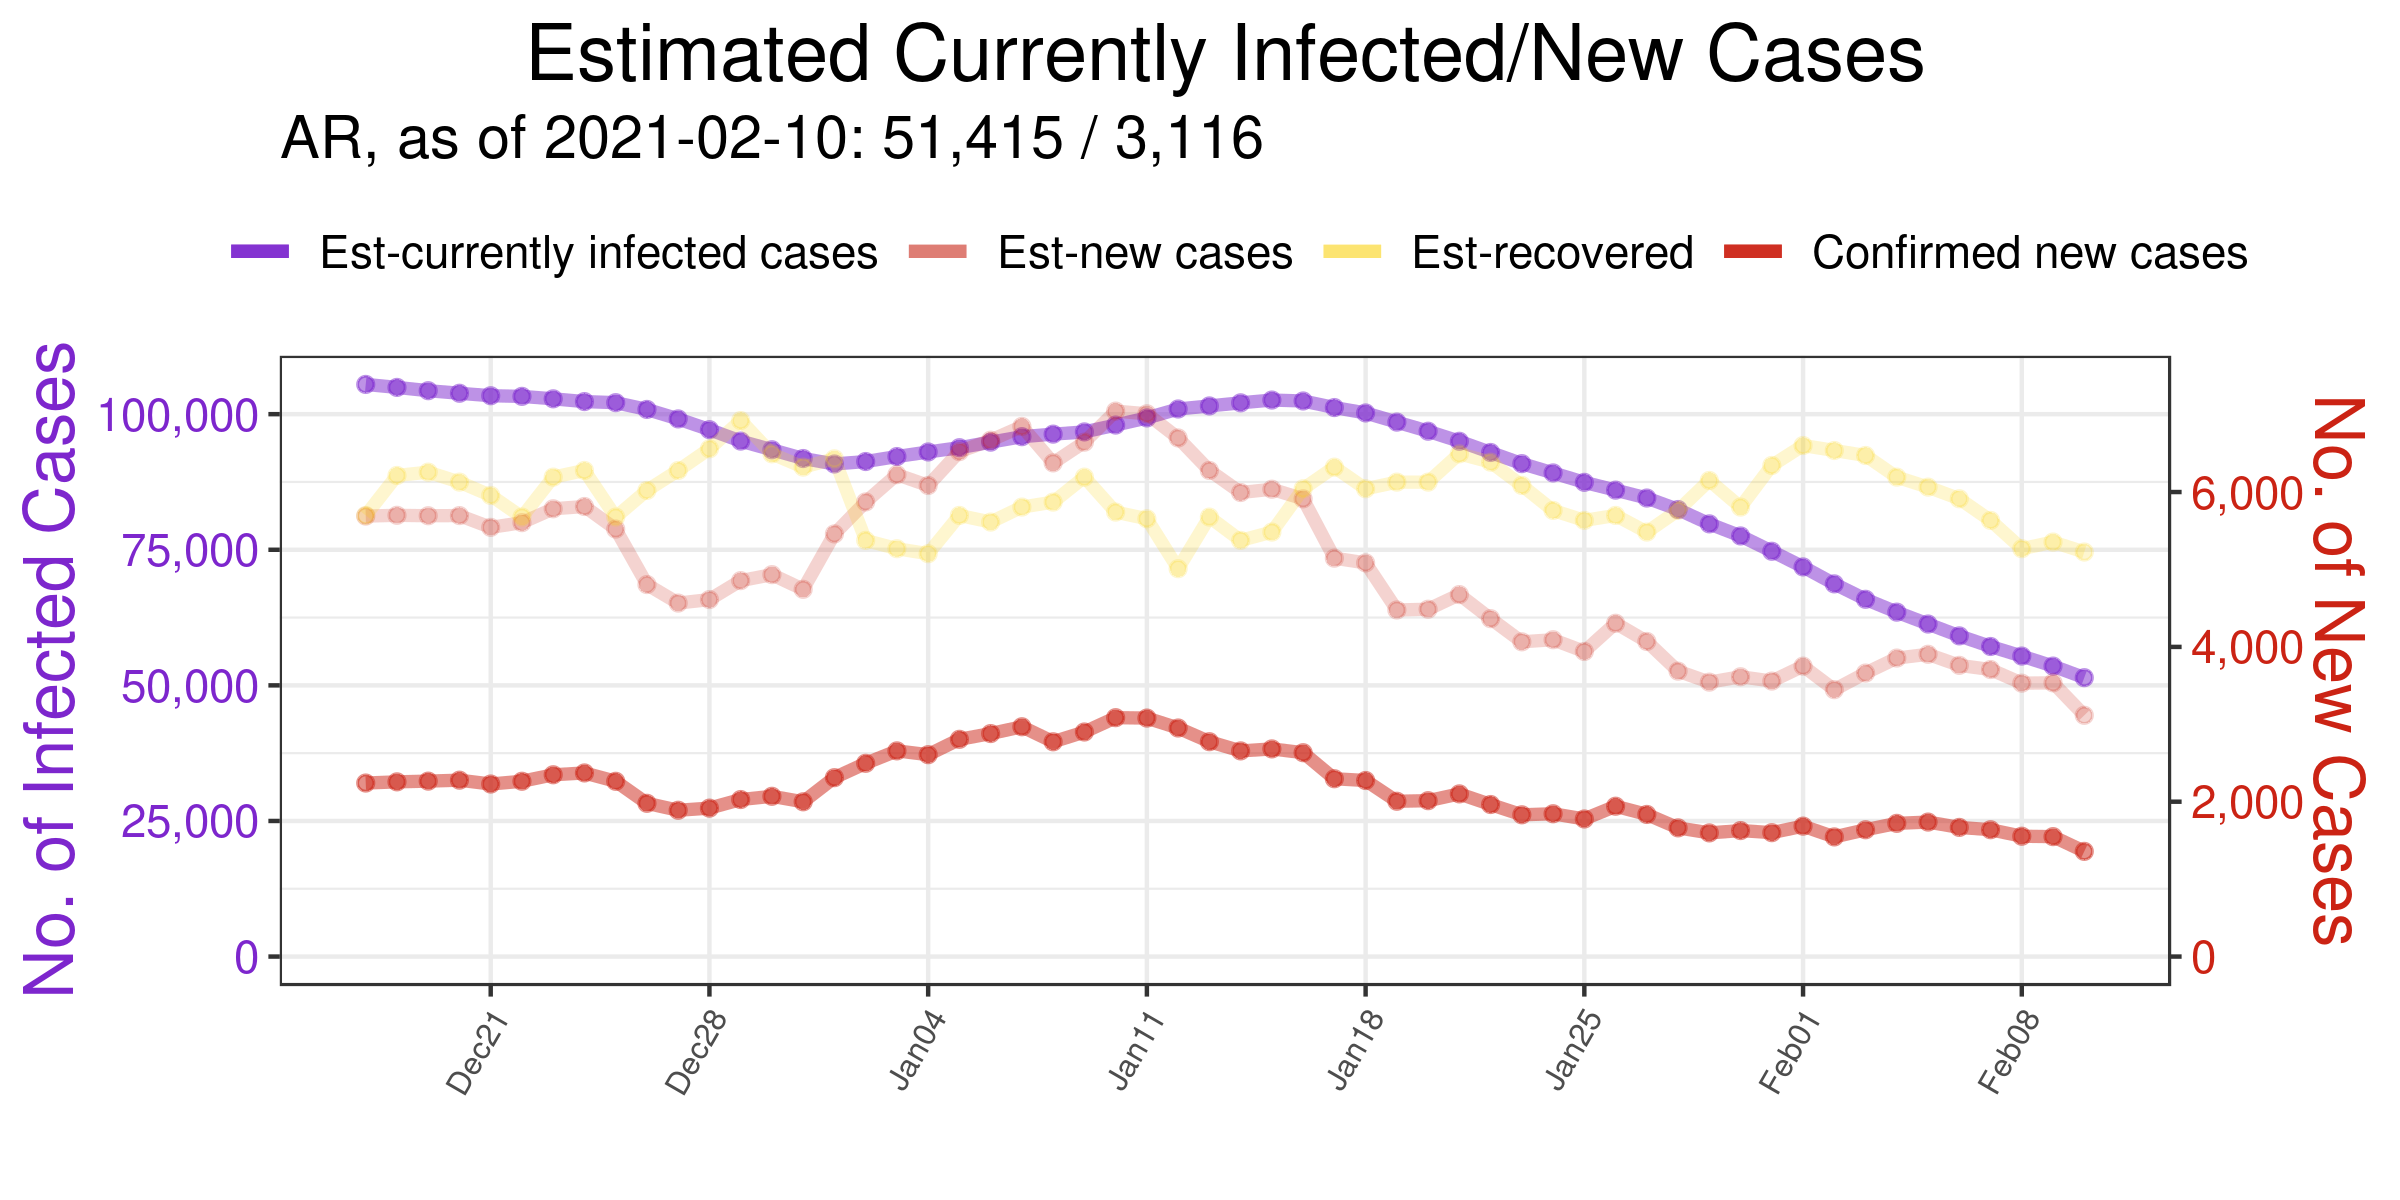 Estimated Currently Infected/New Cases
AR, as of 2021-02-10: 51,415 / 3,116
Est-currently infected cases Est-new cases Est-recovered Confirmed new cases
No. of Infected Cases
100,000
75,000
50,000
25,000
0
6,000
4,000
2,000
0
No. of New Cases
Dec21 Dec28 Jan04 Jan11 Jan18 Jan25 Feb01 Feb08